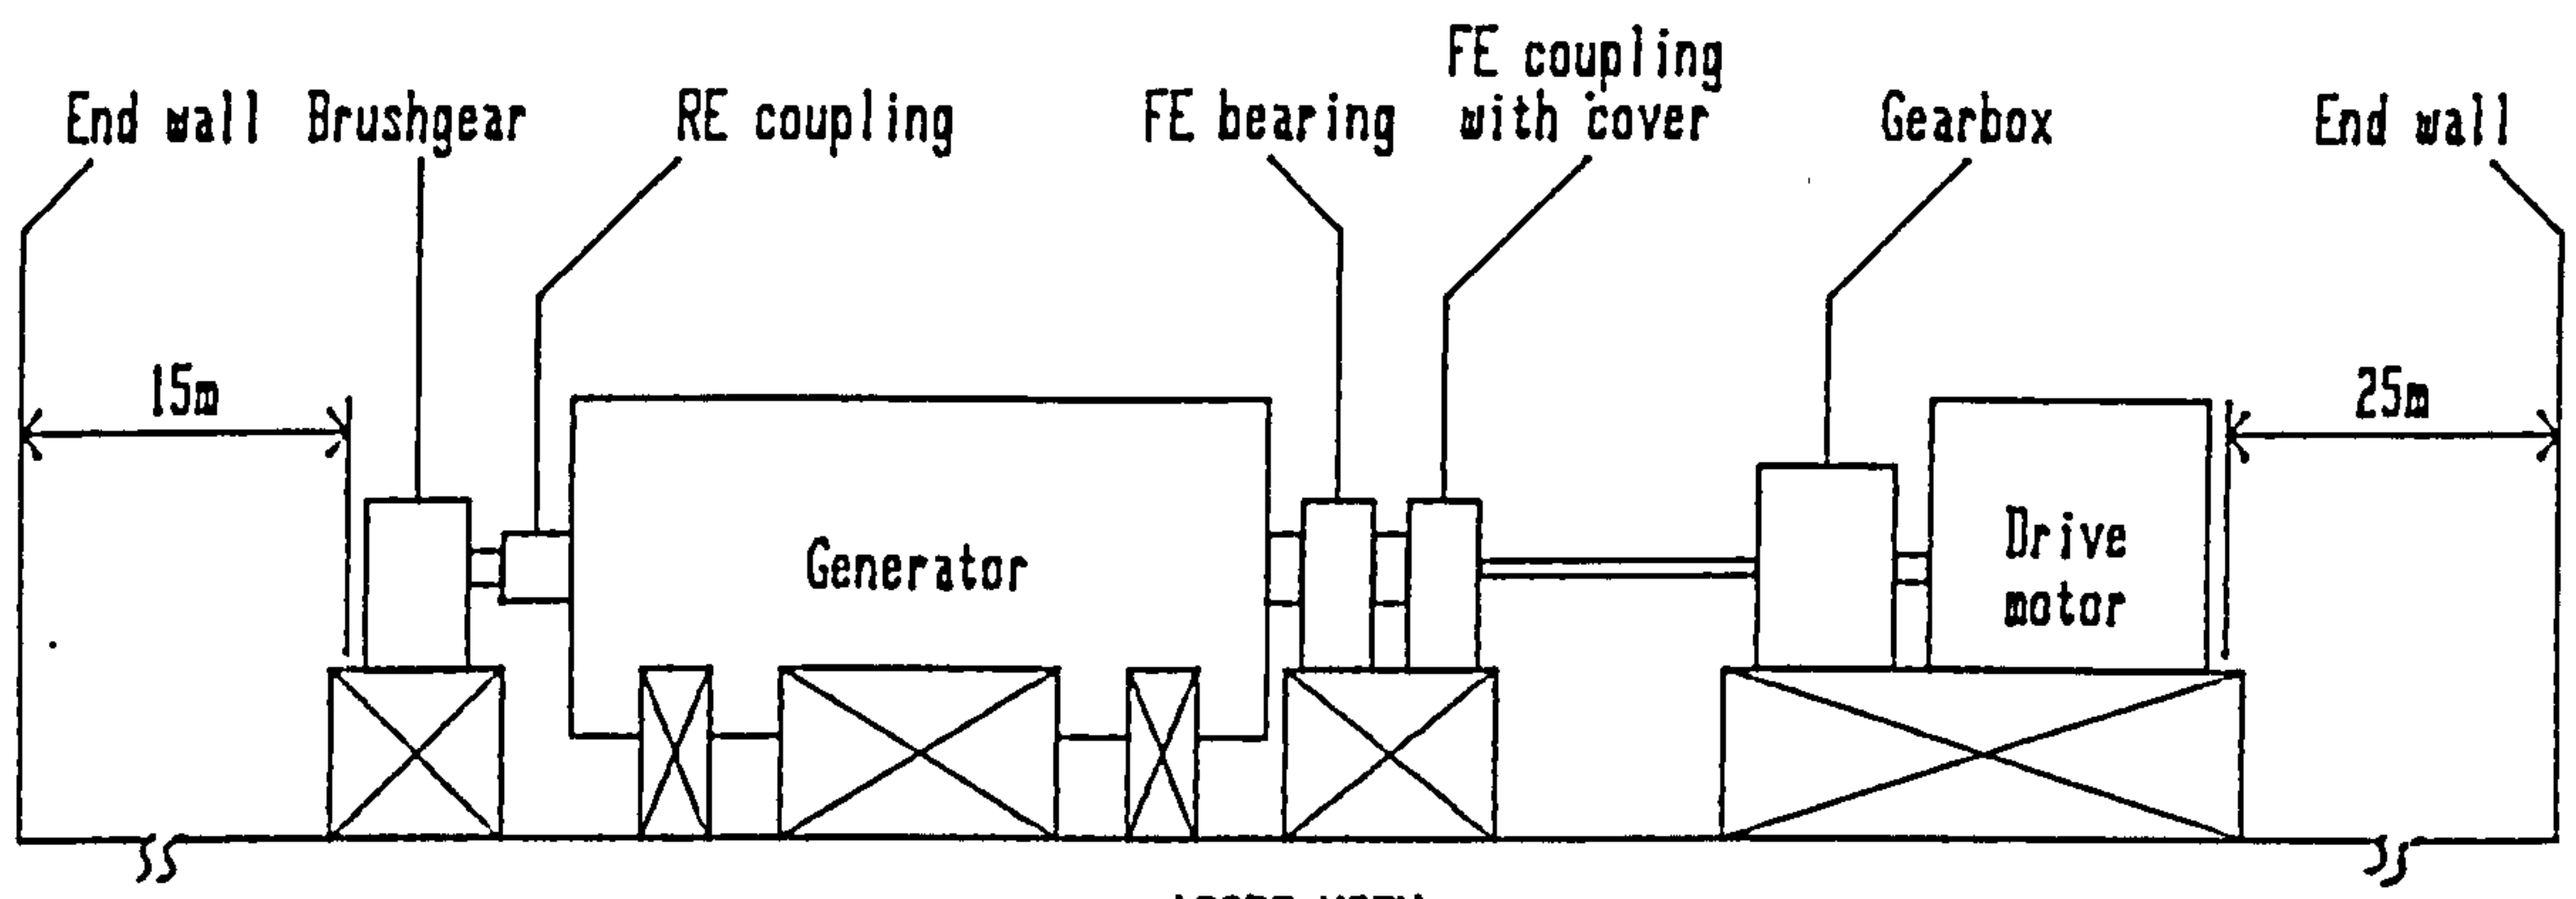 End wall
Brushgear
RE coupling
FE bearing
FE coupling
with cover
Gearbox
End wall
15m
25m
Generator
Drive
motor